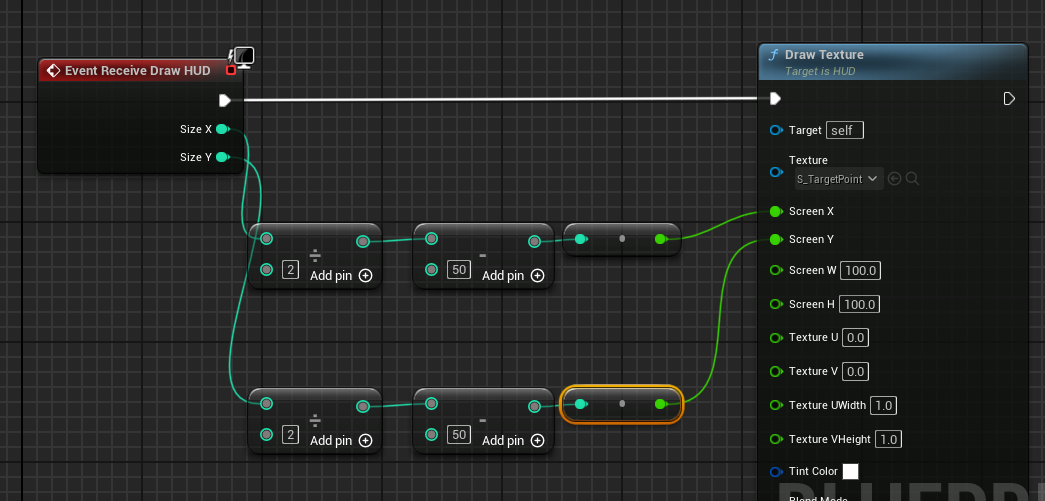 Event Receive Draw HUD
Size X
Size Y
÷
2
Add pin
-
50
Add pin
÷
2
Add pin
-
50
Add pin
f Draw Texture
Target is HUD
Target self
Texture
S_TargetPoint
Screen X
Screen Y
Screen W 100.0
Screen H 100.0
Texture U 0.0
Texture V 0.0
Texture UWidth 1.0
Texture VHeight 1.0
Tint Color